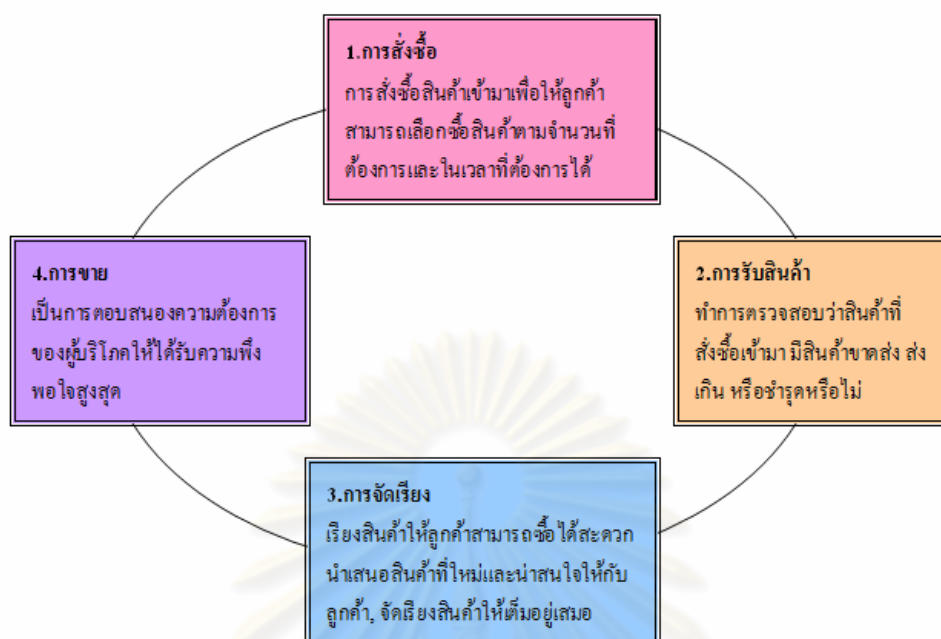 1.การสั่งซื้อ
การสั่งซื้อสินค้าเข้ามาเพื่อให้ลูกค้า
สามารถเลือกซื้อสินค้าตามจำนวนที่
ต้องการและในเวลาที่ต้องการได้
2.การรับสินค้า
ทำการตรวจสอบว่าสินค้าที่
สั่งซื้อเข้ามา มีสินค้าขาดส่ง ส่ง
เกิน หรือชำรุดหรือไม่
3.การจัดเรียง
เรียงสินค้าให้ลูกค้าสามารถซื้อได้สะดวก
นำเสนอสินค้าที่ใหม่และน่าสนใจให้กับ
ลูกค้า, จัดเรียงสินค้าให้เต็มอยู่เสมอ
4.การขาย
เป็นการตอบสนองความต้องการ
ของผู้บริโภคให้ได้รับความพึง
พอใจสูงสุด